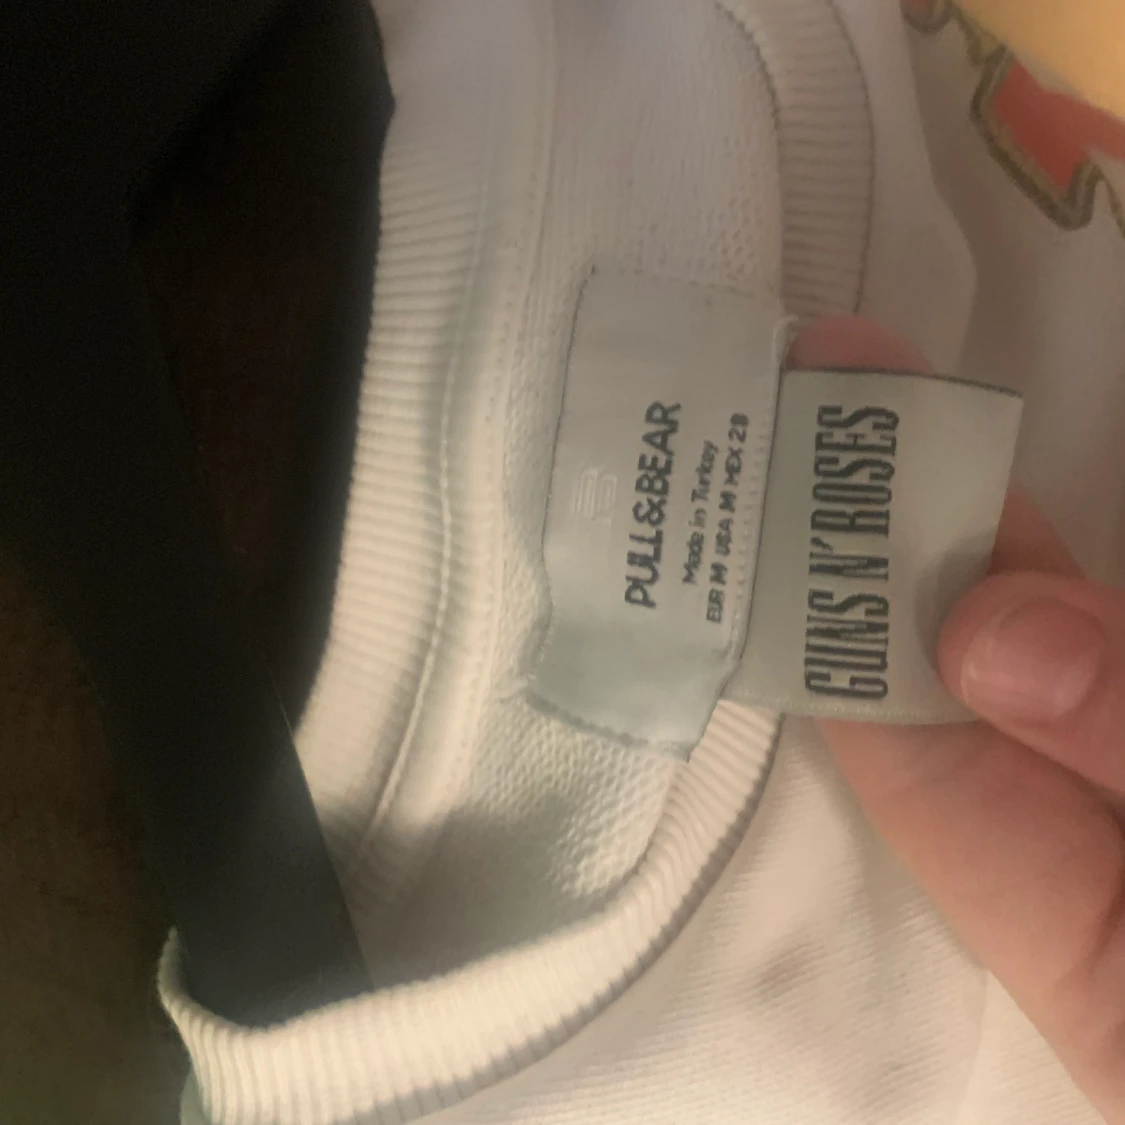 PULL&BEAR
Made in Turkey
EUR M USA M MEX 28
GUNS N' ROSES